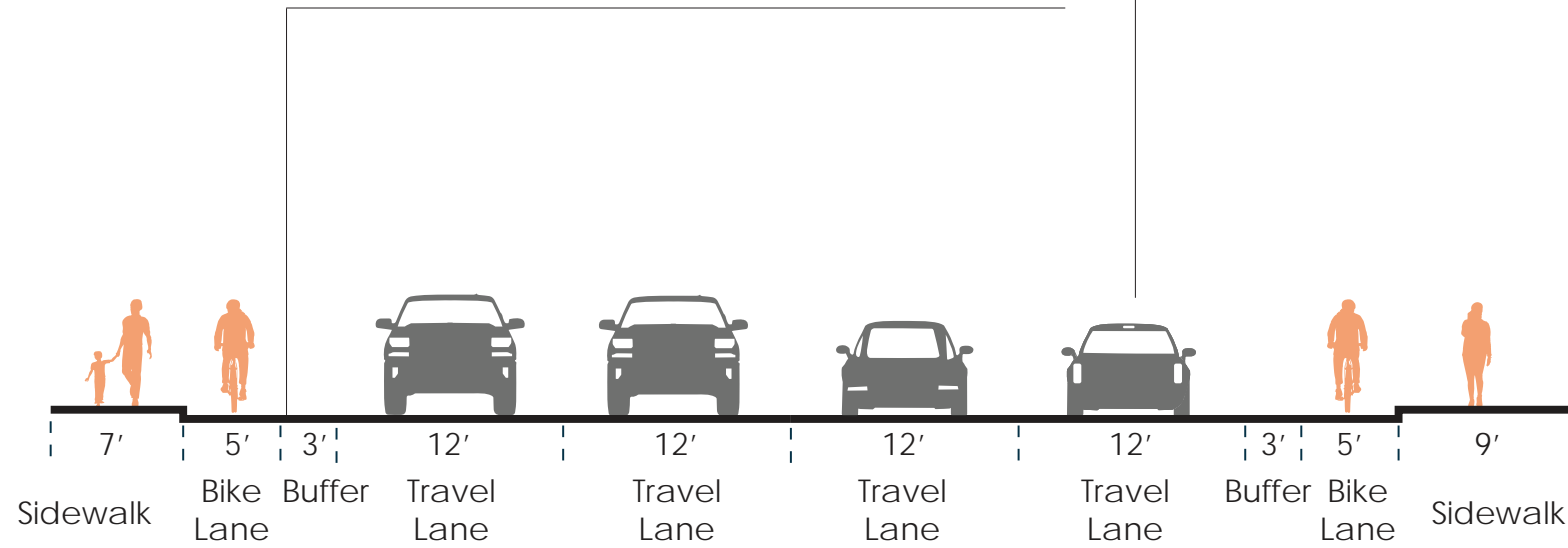 7’ 5’ 3’ 12’ 12’ 12’ 12’ 3’ 5’ 9’
Sidewalk
Bike
Lane
Buffer
Travel
Lane
Travel
Lane
Travel
Lane
Travel
Lane
Buffer
Bike
Lane
Sidewalk